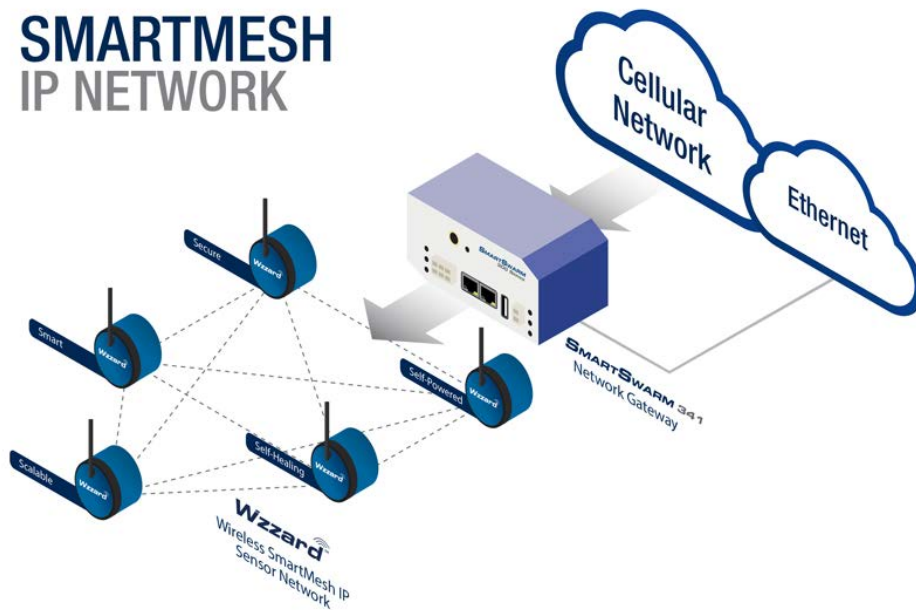 SMARTMESH
IP NETWORK
Cellular
Network
Ethernet
Secure
Wzzard
SMARTSWARM
Smart
Wzzard
SMARTSWARM 341
Network Gateway
Self-Powered
Wzzard
Self-Healing
Wzzard
Scalable
Wzzard
Wzzard
Wireless SmartMesh IP
Sensor Network